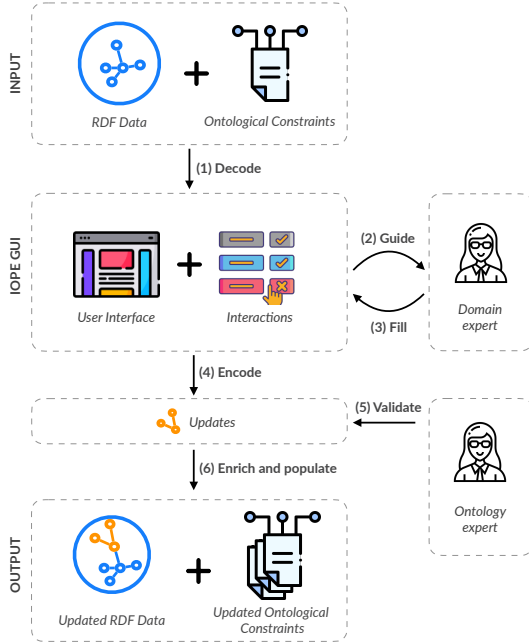 INPUT
RDF Data
Ontological Constraints
(1) Decode
IOPE GUI
User Interface
Interactions
(2) Guide
(3) Fill
Domain
expert
(4) Encode
Updates
(5) Validate
Ontology
expert
(6) Enrich and populate
OUTPUT
Updated RDF Data
Updated Ontological
Constraints